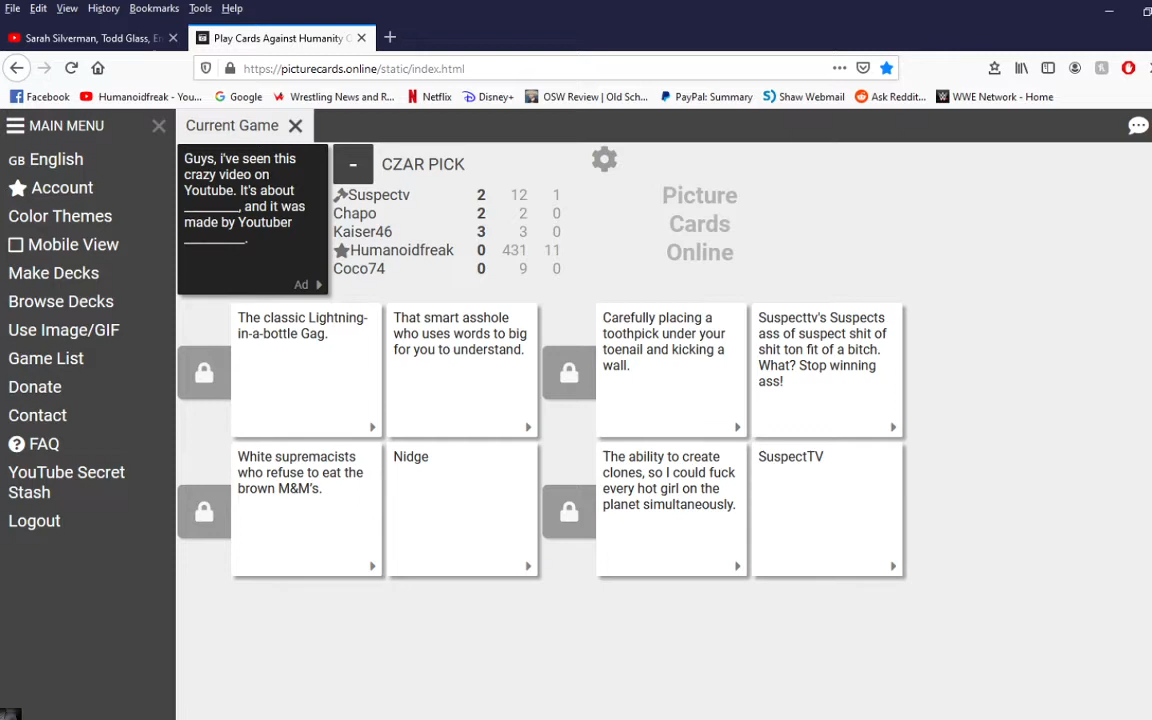 File Edit View History Bookmarks Tools Help
Sarah Silverman, Todd Glass, E
Play Cards Against Humanity
https://picturecards.online/static/index.html
Facebook Humanoidfreak - You... Google Wrestling News and R... Netflix Disney+ OSW Review | Old Sch... PayPal: Summary Shaw Webmail Ask Reddit... WWE Network - Home
MAIN MENU
GB English
Account
Color Themes
Mobile View
Make Decks
Browse Decks
Use Image/GIF
Game List
Donate
Contact
FAQ
YouTube Secret
Stash
Logout
Current Game
Guys, i've seen this
crazy video on
Youtube. It's about
________, and it was
made by Youtuber
_________.
Ad
- CZAR PICK
Suspectv 2 12 1
Chapo 2 2 0
Kaiser46 3 3 0
Humanoidfreak 0 431 11
Coco74 0 9 0
Picture
Cards
Online
The classic Lightning-
in-a-bottle Gag.
That smart asshole
who uses words to big
for you to understand.
Carefully placing a
toothpick under your
toenail and kicking a
wall.
Suspecttv's Suspects
ass of suspect shit of
shit ton fit of a bitch.
What? Stop winning
ass!
White supremacists
who refuse to eat the
brown M&M's.
Nidge
The ability to create
clones, so I could fuck
every hot girl on the
planet simultaneously.
SuspectTV